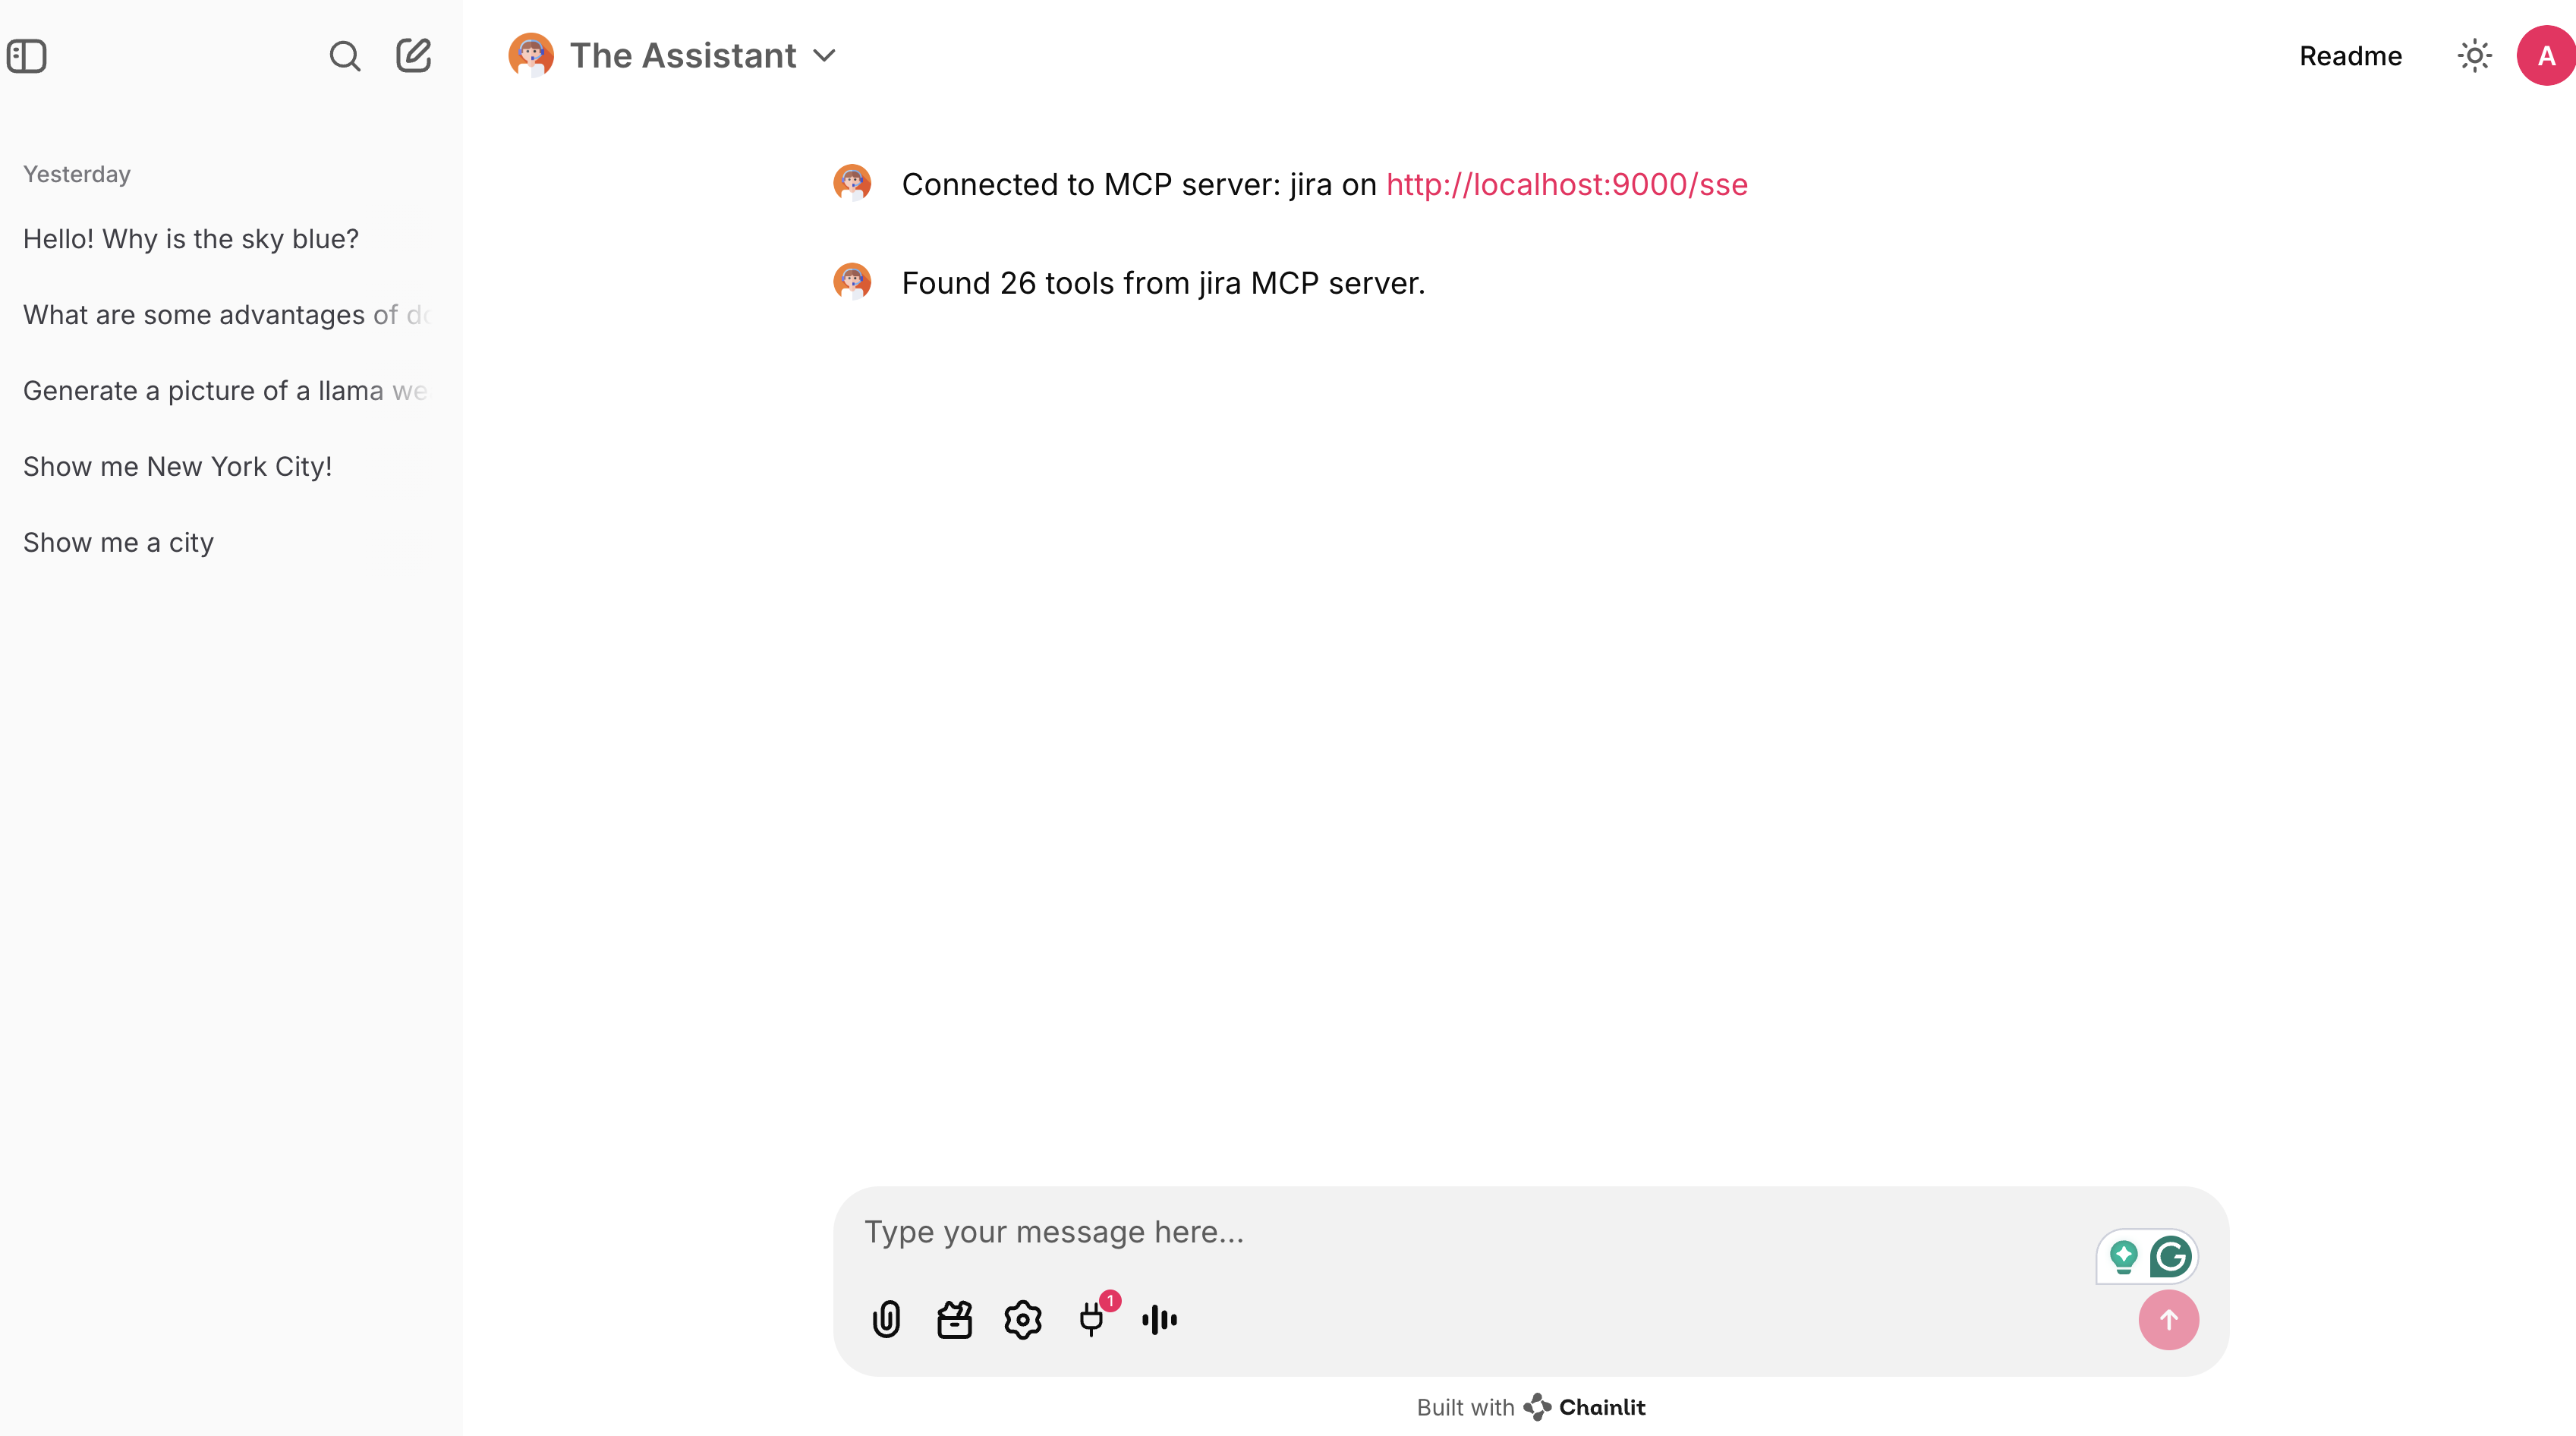 The Assistant
Readme
A
Yesterday
Hello! Why is the sky blue?
What are some advantages of
Generate a picture of a llama
Show me New York City!
Show me a city
Connected to MCP server: jira on http://localhost:9000/sse
Found 26 tools from jira MCP server.
Type your message here...
1
Built with Chainlit